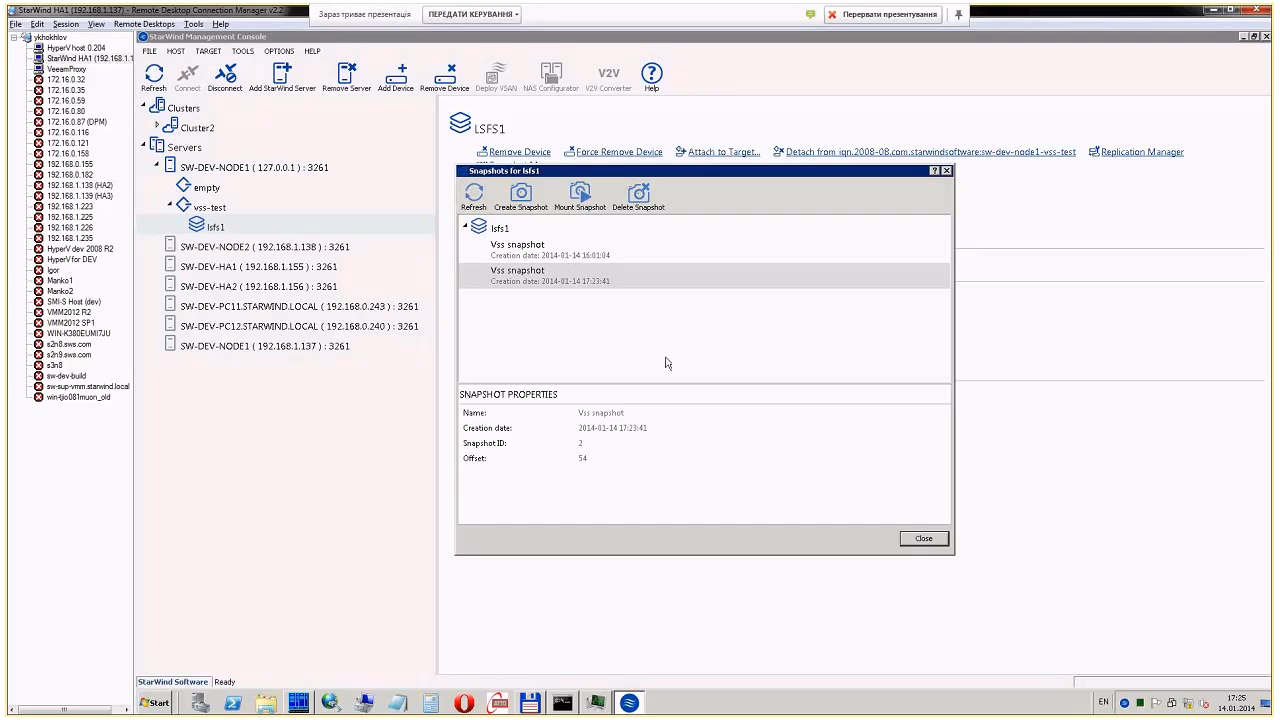 StarWind HA1 (192.168.1.137) - Remote Desktop Connection Manager v2.2
Зараз триває презентація
ПЕРЕДАТИ КЕРУВАННЯ
Перервати презентування
File Edit Session View Remote Desktops Tools Help
ykhokhlov
HyperV host 0.204
StarWind HA1 (192.168.1.1
VeeamProxy
172.16.0.32
172.16.0.35
172.16.0.59
172.16.0.80
172.16.0.87 (DPM)
172.16.0.116
172.16.0.121
172.16.0.158
192.168.0.155
192.168.0.182
192.168.1.138 (HA2)
192.168.1.139 (HA3)
192.168.1.223
192.168.1.225
192.168.1.226
192.168.1.235
HyperV dev 2008 R2
HyperV for DEV
Igor
Manko1
Manko2
SMI-S Host (dev)
VMM2012 R2
VMM2012 SP1
WIN-K380EUMI7JU
s2n8.sws.com
s2n9.sws.com
s3n8
sw-dev-build
sw-sup-vmm.starwind.local
win-tjio081muon_old
StarWind Management Console
FILE HOST TARGET TOOLS OPTIONS HELP
Refresh Connect Disconnect Add StarWind Server Remove Server Add Device Remove Device Deploy VSAN NAS Configurator V2V Converter Help
V2V
Clusters
Cluster2
Servers
SW-DEV-NODE1 ( 127.0.0.1 ) : 3261
empty
vss-test
lsfs1
SW-DEV-NODE2 ( 192.168.1.138 ) : 3261
SW-DEV-HA1 ( 192.168.1.155 ) : 3261
SW-DEV-HA2 ( 192.168.1.156 ) : 3261
SW-DEV-PC11.STARWIND.LOCAL ( 192.168.0.243 ) : 3261
SW-DEV-PC12.STARWIND.LOCAL ( 192.168.0.240 ) : 3261
SW-DEV-NODE1 ( 192.168.1.137 ) : 3261
LSFS1
Remove Device Force Remove Device Attach to Target... Detach from iqn.2008-08.com.starwindsoftware:sw-dev-node1-vss-test Replication Manager
Snapshots for lsfs1
Refresh Create Snapshot Mount Snapshot Delete Snapshot
lsfs1
Vss snapshot
Creation date: 2014-01-14 16:01:04
Vss snapshot
Creation date: 2014-01-14 17:23:41
SNAPSHOT PROPERTIES
Name: Vss snapshot
Creation date: 2014-01-14 17:23:41
Snapshot ID: 2
Offset: 54
Close
StarWind Software Ready
Start
ATTO
EN
17:25
14.01.2014